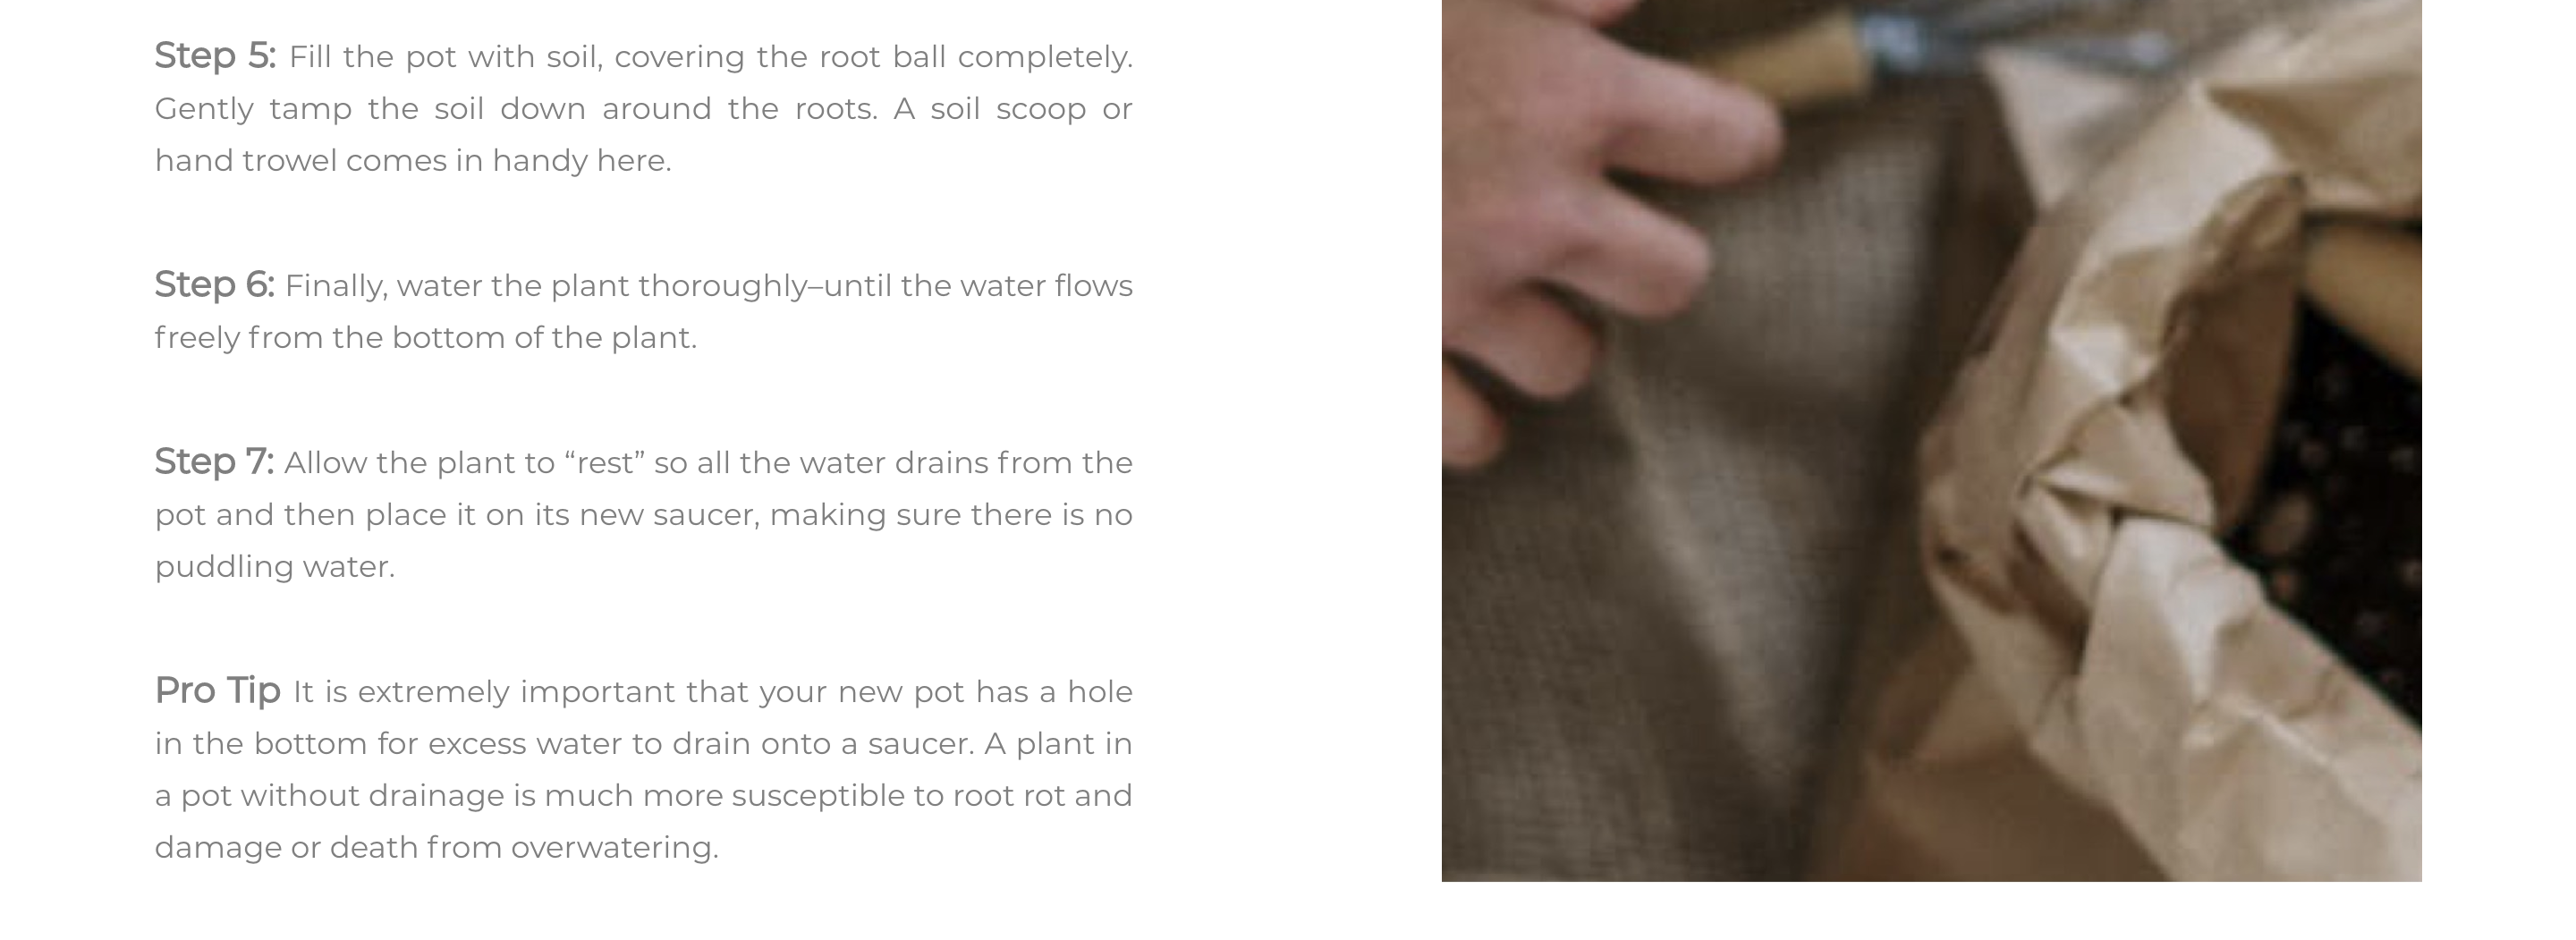 Step 5: Fill the pot with soil, covering the root ball completely.
Gently tamp the soil down around the roots. A soil scoop or
hand trowel comes in handy here.
Step 6: Finally, water the plant thoroughly–until the water flows
freely from the bottom of the plant.
Step 7: Allow the plant to “rest” so all the water drains from the
pot and then place it on its new saucer, making sure there is no
puddling water.
Pro Tip It is extremely important that your new pot has a hole
in the bottom for excess water to drain onto a saucer. A plant in
a pot without drainage is much more susceptible to root rot and
damage or death from overwatering.